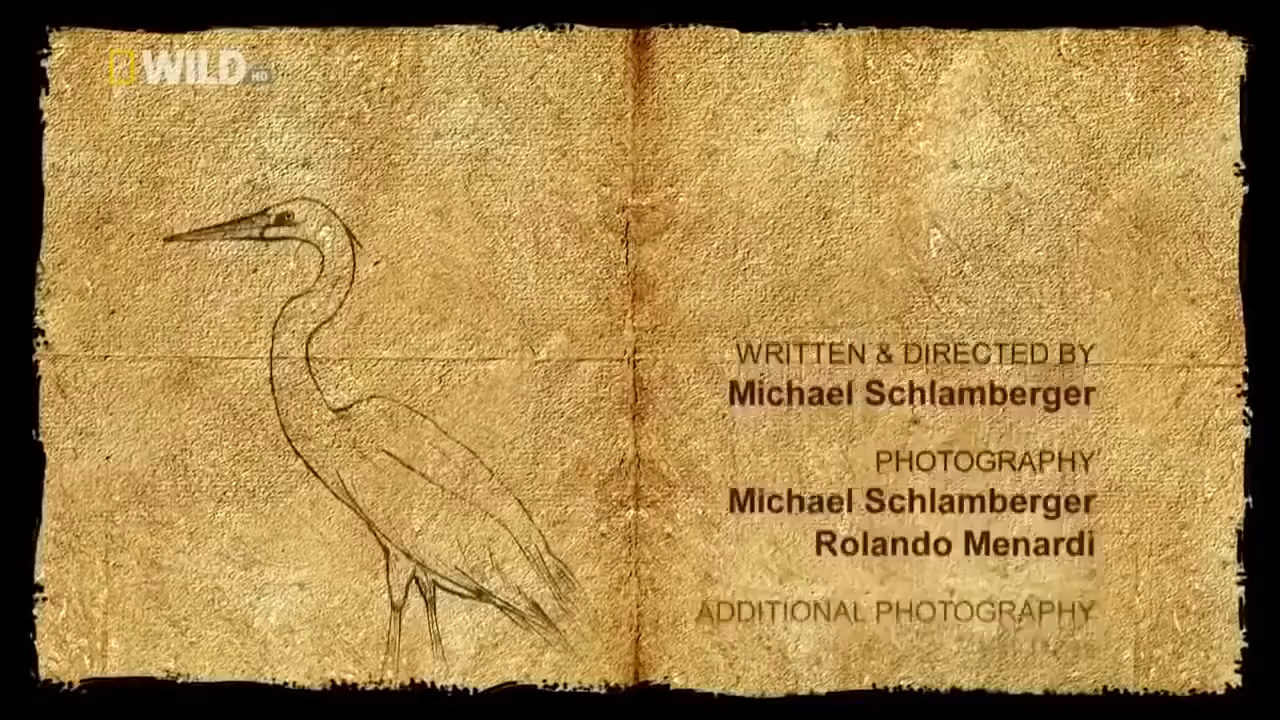 WILD HD
WRITTEN & DIRECTED BY
Michael Schlamberger
PHOTOGRAPHY
Michael Schlamberger
Rolando Menardi
ADDITIONAL PHOTOGRAPHY